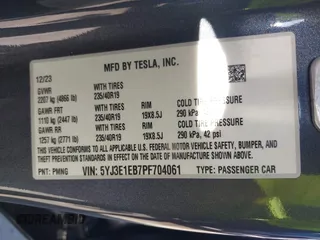 MFD BY TESLA, INC.
12/23
GVWR WITH TIRES
2207 kg (4866 lb) 235/40R19
GAWR FRT WITH TIRES RIM COLD TIRE PRESSURE
1110 kg (2447 lb) 235/40R19 19X8.5J 290 kPa, 42 psi
GAWR RR WITH TIRES RIM COLD TIRE PRESSURE
1257 kg (2771 lb) 235/40R19 19X8.5J 290 kPa, 42 psi
THIS VEHICLE CONFORMS TO ALL APPLICABLE
FEDERAL MOTOR VEHICLE SAFETY, BUMPER, AND
THEFT PREVENTION STANDARDS IN EFFECT ON THE DATE OF
MANUFACTURE SHOWN ABOVE.
PNT: PMNG VIN: 5YJ3E1EB7PF704061 TYPE: PASSENGER CAR